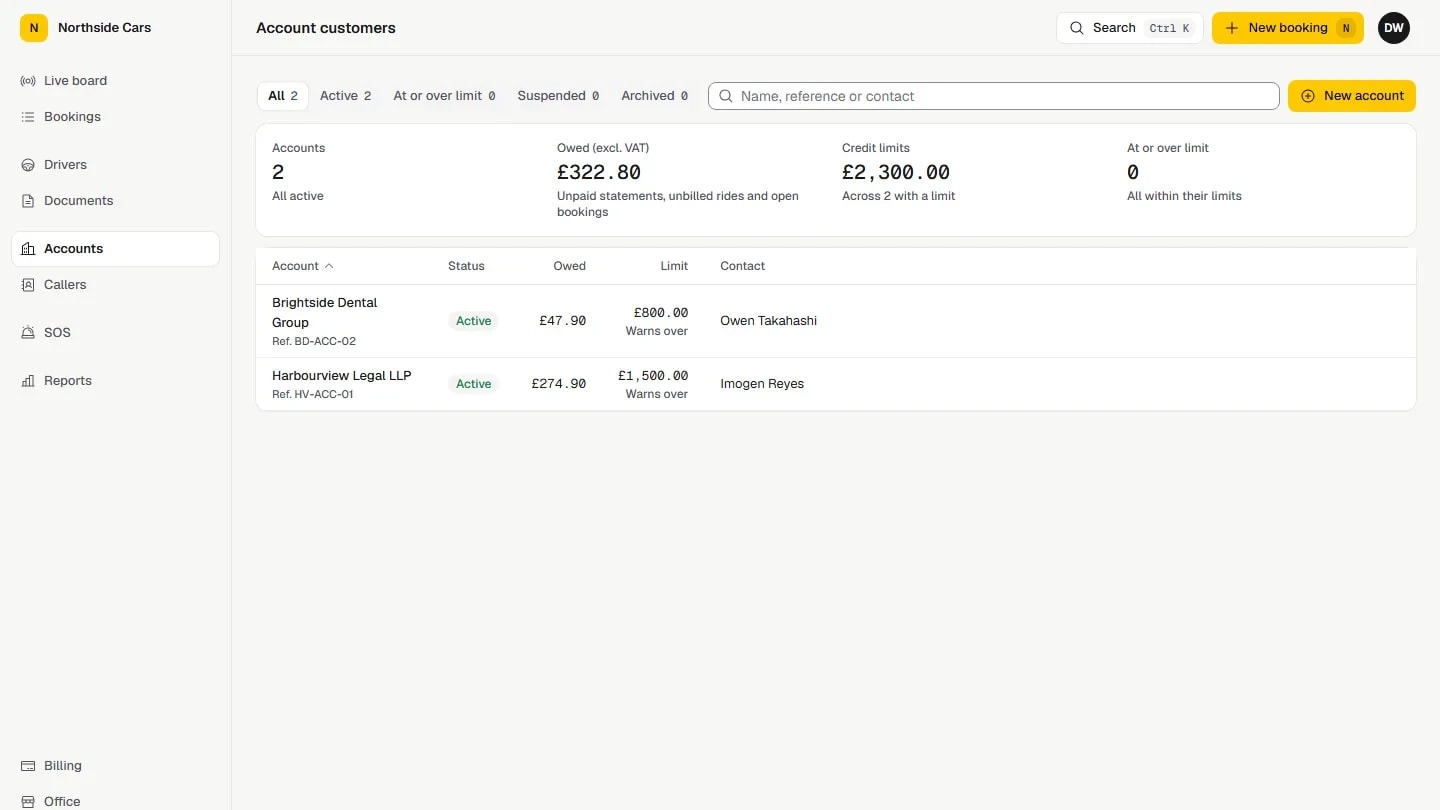 N Northside Cars
Account customers
Search Ctrl K
New booking N
DW
Live board
Bookings
Drivers
Documents
Accounts
Callers
SOS
Reports
Billing
Office
All 2
Active 2
At or over limit 0
Suspended 0
Archived 0
Name, reference or contact
New account
Accounts
2
All active
Owed (excl. VAT)
£322.80
Unpaid statements, unbilled rides and open
bookings
Credit limits
£2,300.00
Across 2 with a limit
At or over limit
0
All within their limits
Account Status Owed Limit Contact
Brightside Dental
Group
Ref. BD-ACC-02
Active
£47.90
£800.00
Warns over
Owen Takahashi
Harbourview Legal LLP
Ref. HV-ACC-01
Active
£274.90
£1,500.00
Warns over
Imogen Reyes